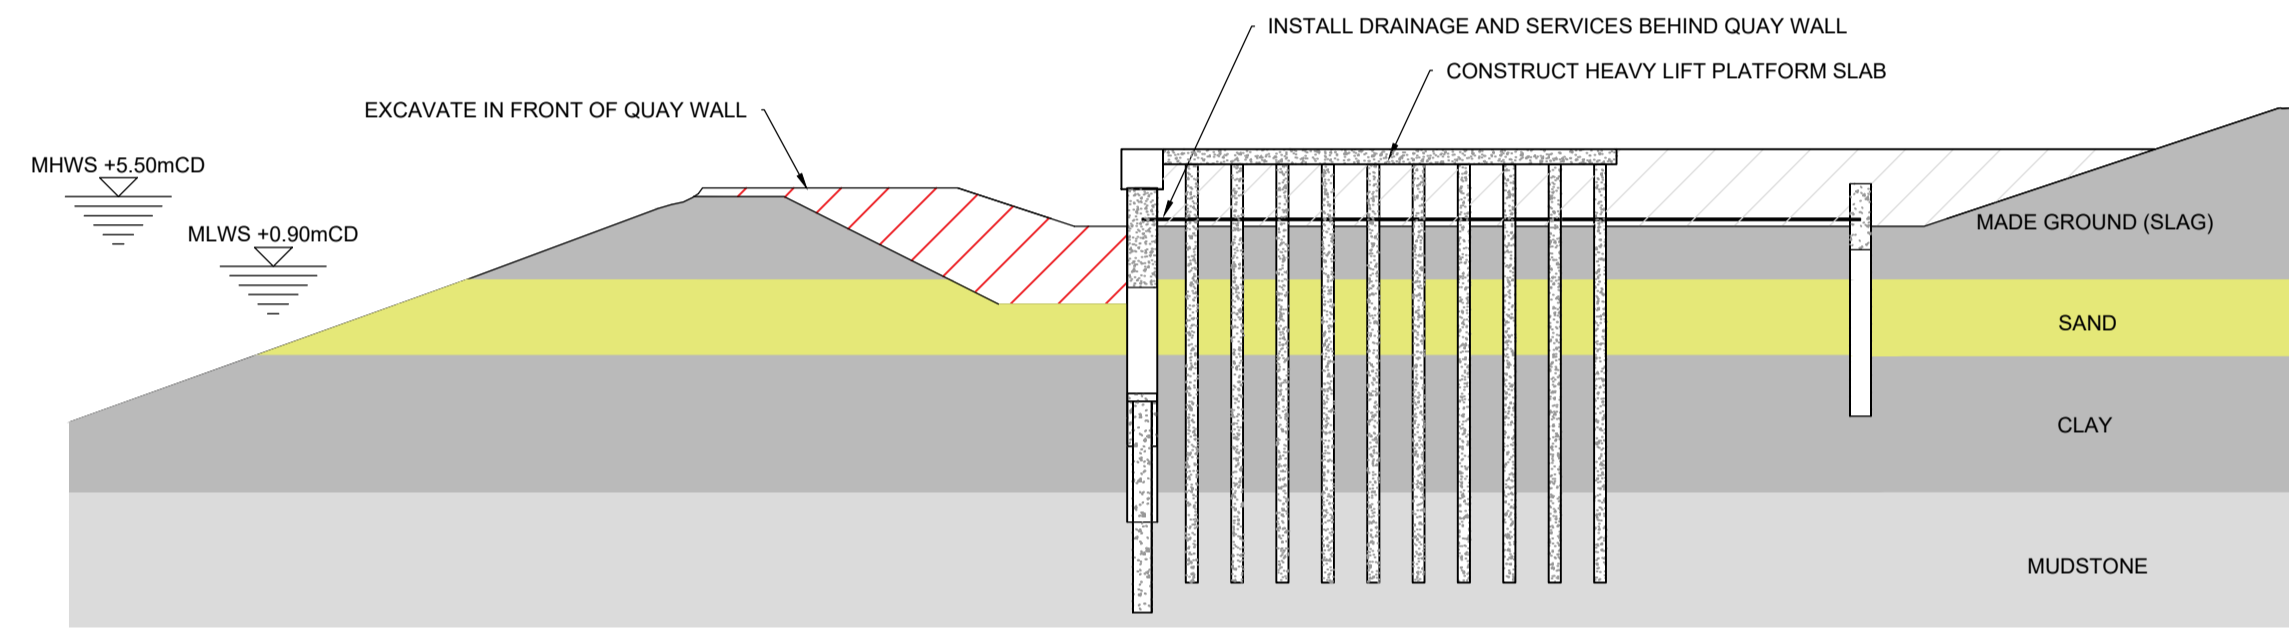 INSTALL DRAINAGE AND SERVICES BEHIND QUAY WALL
CONSTRUCT HEAVY LIFT PLATFORM SLAB
EXCAVATE IN FRONT OF QUAY WALL
MHWS +5.50mCD
MLWS +0.90mCD
MADE GROUND (SLAG)
SAND
CLAY
MUDSTONE